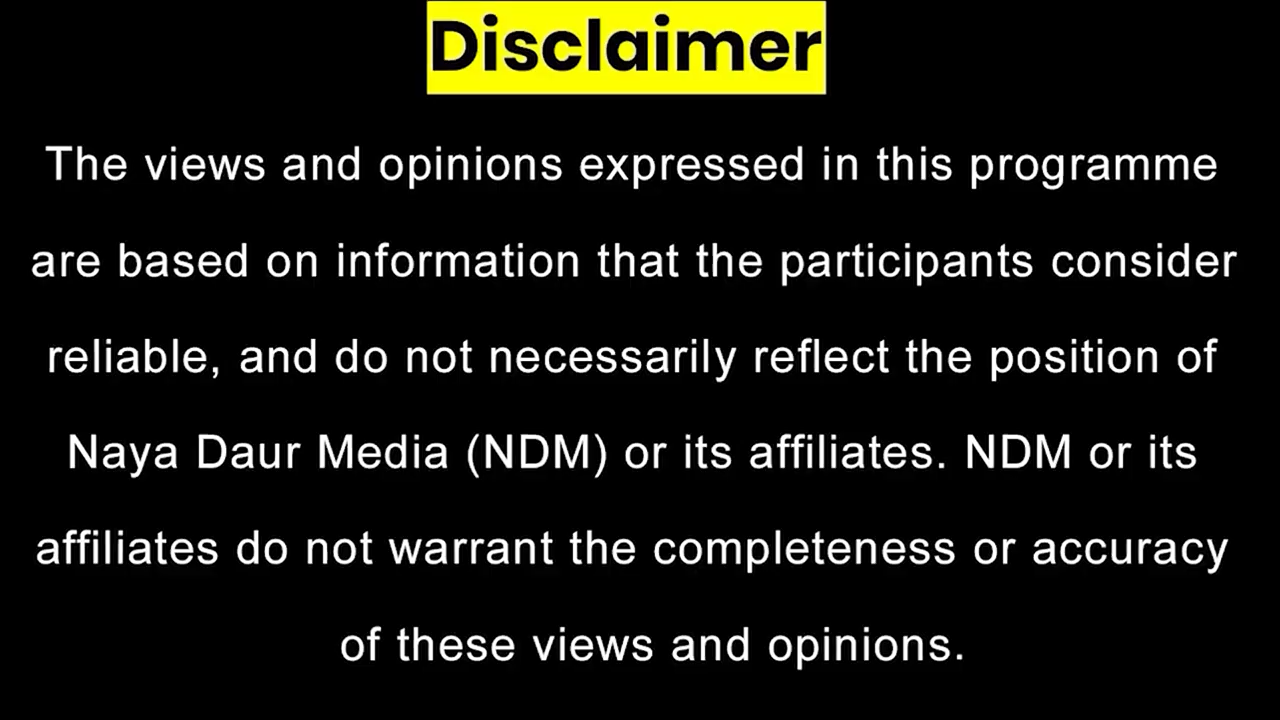 Disclaimer
The views and opinions expressed in this programme
are based on information that the participants consider
reliable, and do not necessarily reflect the position of
Naya Daur Media (NDM) or its affiliates. NDM or its
affiliates do not warrant the completeness or accuracy
of these views and opinions.